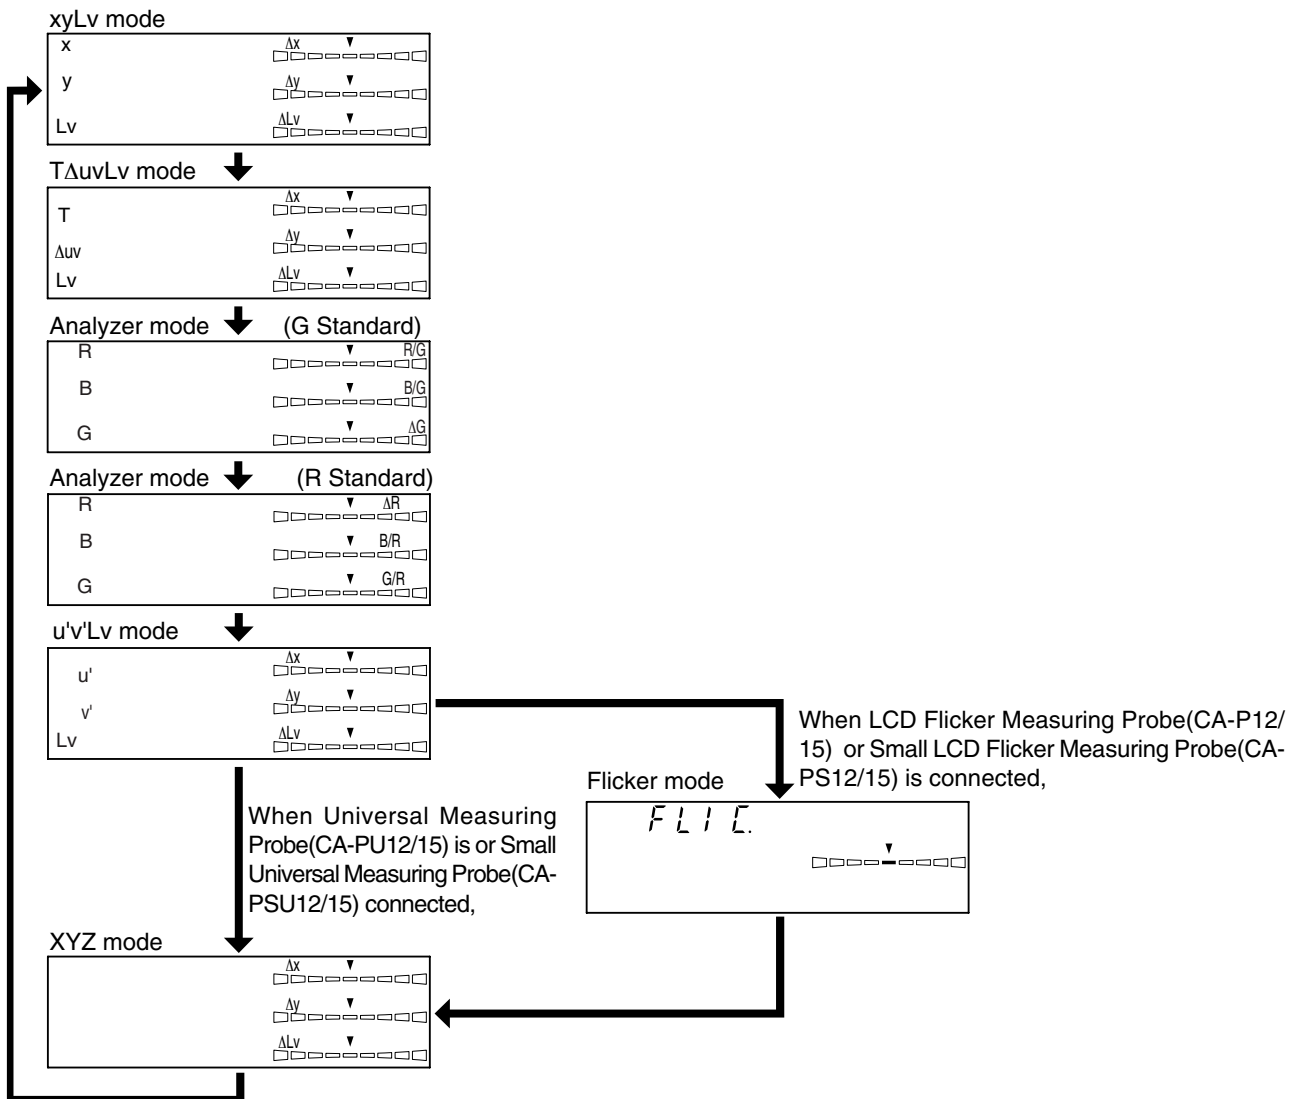 xyLv mode
x Δx
y Δy
Lv ΔLv
TΔuvLv mode
T Δx
Δuv Δy
Lv ΔLv
Analyzer mode (G Standard)
R R/G
B B/G
G ΔG
Analyzer mode (R Standard)
R ΔR
B B/R
G G/R
u'v'Lv mode
u' Δx
v' Δy
Lv ΔLv
When LCD Flicker Measuring Probe(CA-P12/
15) or Small LCD Flicker Measuring Probe(CA-
PS12/15) is connected,
Flicker mode
FLIC.
When Universal Measuring
Probe(CA-PU12/15) is or Small
Universal Measuring Probe(CA-
PSU12/15) connected,
XYZ mode
Δx
Δy
ΔLv